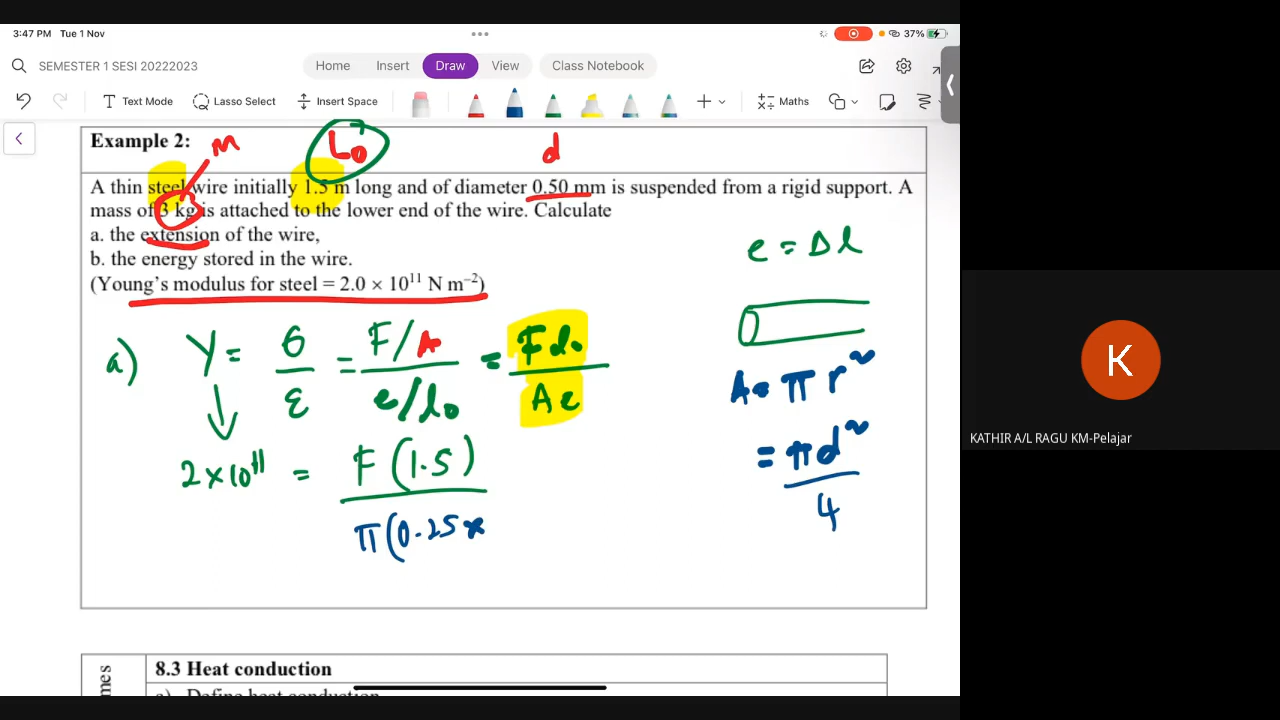 3:47 PM Tue 1 Nov
37%
SEMESTER 1 SESI 20222023
Home Insert Draw View Class Notebook
Text Mode Lasso Select Insert Space Maths
Example 2:
M
L0
d
A thin steel wire initially 1.5 m long and of diameter 0.50 mm is suspended from a rigid support. A
mass of 3 kg is attached to the lower end of the wire. Calculate
a. the extension of the wire,
b. the energy stored in the wire.
(Young's modulus for steel = 2.0 × 10¹¹ N m⁻²)
e = Δl
a) Y = σ/ε = F/A / e/l₀ = Fl₀/Ae
A = πr²
= πd²/4
2×10¹¹ = F(1.5)
π(0.25×
K
KATHIR A/L RAGU KM-Pelajar
mes
8.3 Heat conduction
a) Define heat conduction